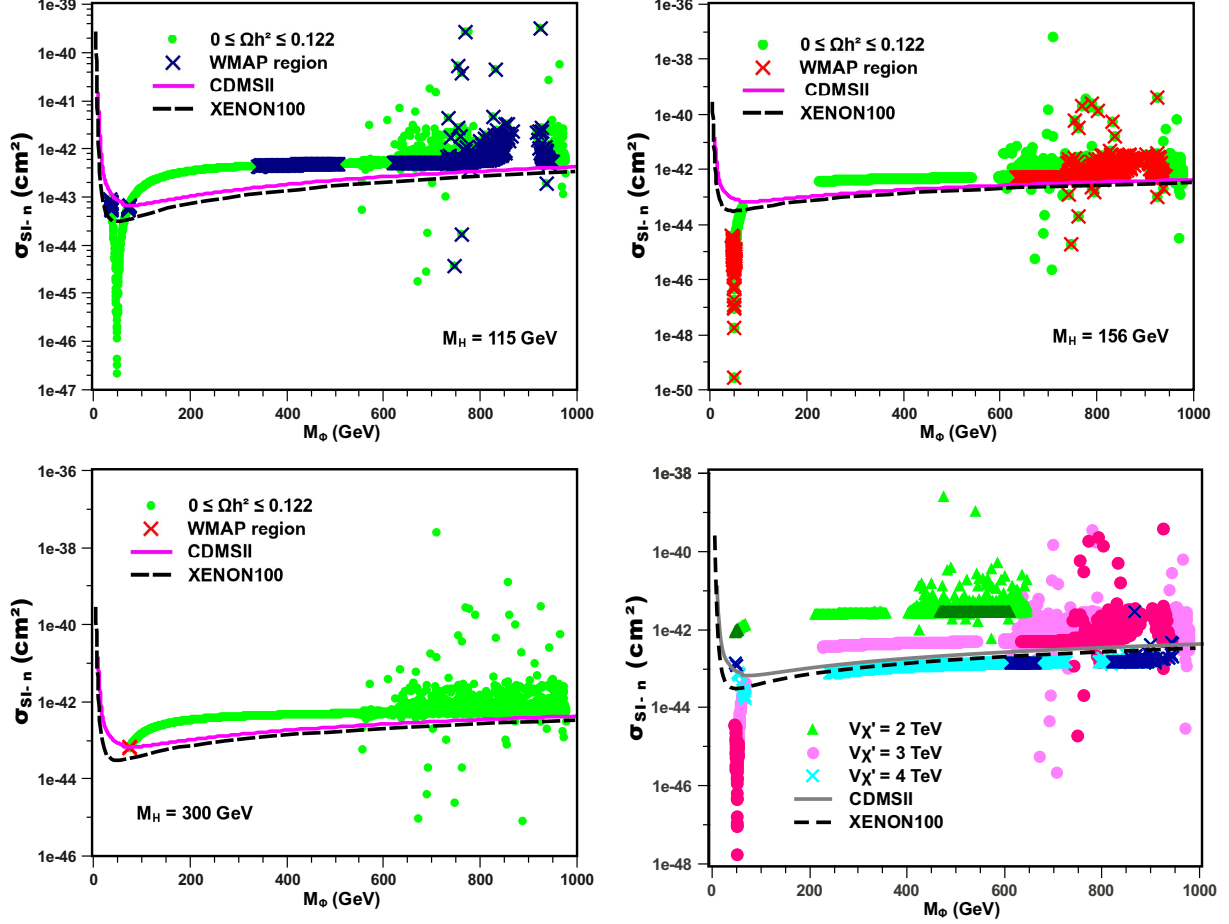 1e-39
1e-40
1e-41
1e-42
1e-43
1e-44
1e-45
1e-46
1e-47
σSI-n (cm²)
0 ≤ Ωh² ≤ 0.122
WMAP region
CDMSII
XENON100
MH = 115 GeV
0 200 400 600 800 1000
MΦ (GeV)
1e-36
1e-38
1e-40
1e-42
1e-44
1e-46
1e-48
1e-50
σSI-n (cm²)
0 ≤ Ωh² ≤ 0.122
WMAP region
CDMSII
XENON100
MH = 156 GeV
0 200 400 600 800 1000
MΦ (GeV)
1e-36
1e-38
1e-40
1e-42
1e-44
1e-46
σSI-n (cm²)
0 ≤ Ωh² ≤ 0.122
WMAP region
CDMSII
XENON100
MH = 300 GeV
0 200 400 600 800 1000
MΦ (GeV)
1e-38
1e-40
1e-42
1e-44
1e-46
1e-48
σSI-n (cm²)
Vχ' = 2 TeV
Vχ' = 3 TeV
Vχ' = 4 TeV
CDMSII
XENON100
0 200 400 600 800 1000
MΦ (GeV)